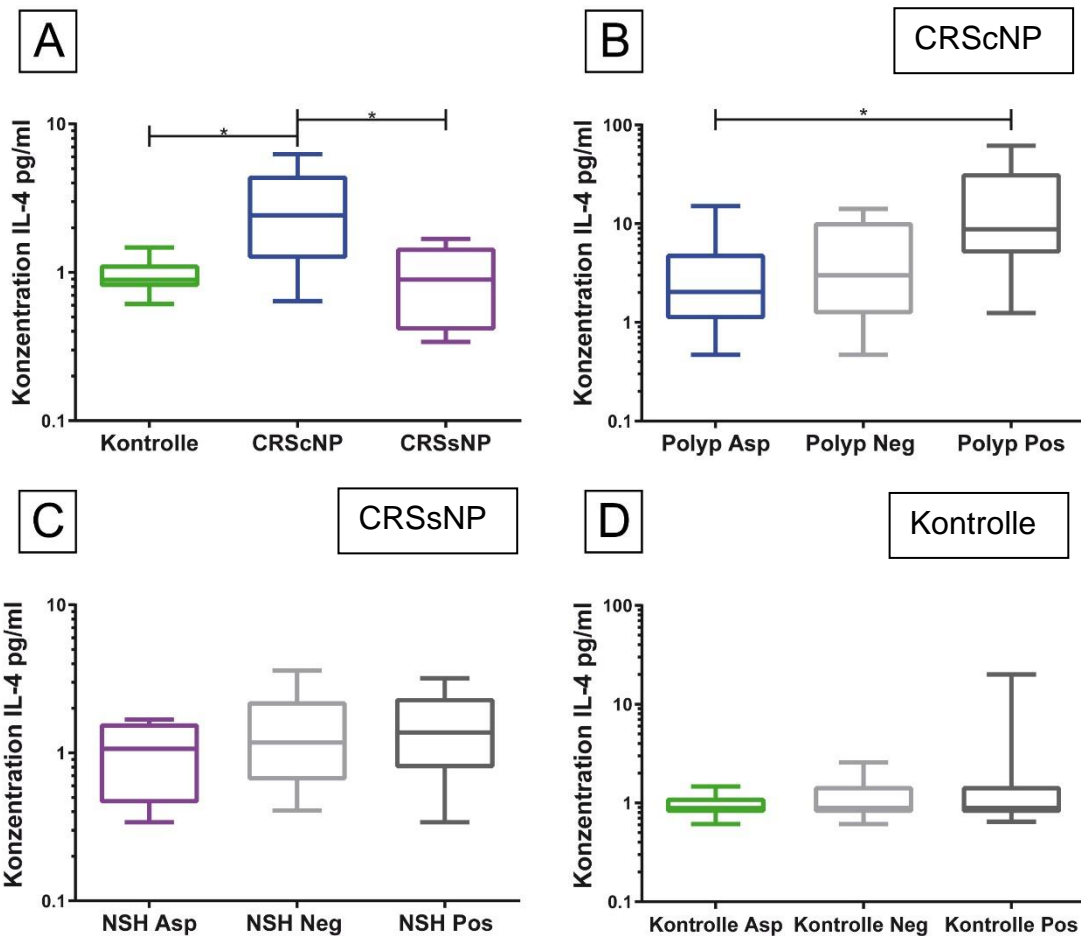 A
Konzentration IL-4 pg/ml
10
1
0.1
*
*
Kontrolle CRScNP CRSsNP
B
CRScNP
Konzentration IL-4 pg/ml
100
10
1
0.1
*
Polyp Asp Polyp Neg Polyp Pos
C
CRSsNP
Konzentration IL-4 pg/ml
10
1
0.1
NSH Asp NSH Neg NSH Pos
D
Kontrolle
Konzentration IL-4 pg/ml
100
10
1
0.1
Kontrolle Asp Kontrolle Neg Kontrolle Pos